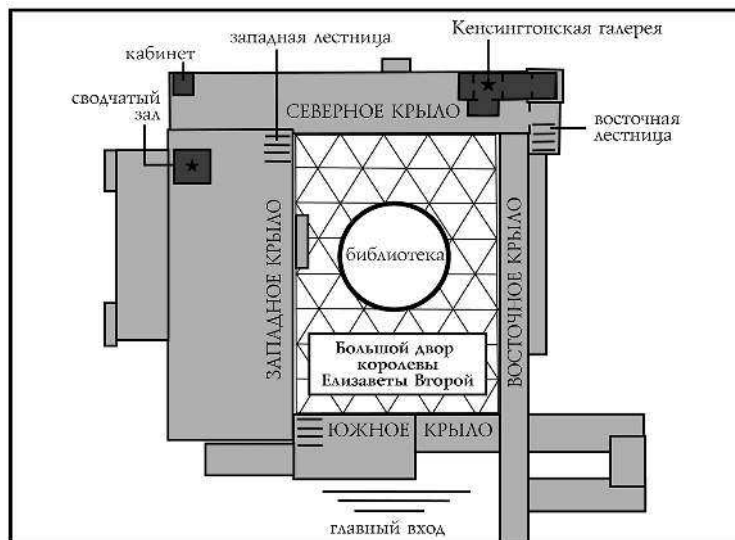 западная лестница
Кенсингтонская галерея
кабинет
сводчатый
зал
СЕВЕРНОЕ КРЫЛО
восточная
лестница
ЗАПАДНОЕ КРЫЛО
библиотека
ВОСТОЧНОЕ КРЫЛО
Большой двор
королевы
Елизаветы Второй
ЮЖНОЕ КРЫЛО
главный вход